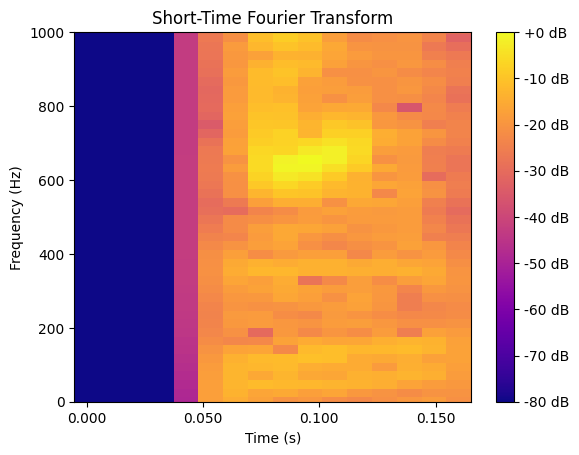 Short-Time Fourier Transform
Frequency (Hz)
1000
800
600
400
200
0
0.000
0.050
0.100
0.150
Time (s)
+0 dB
-10 dB
-20 dB
-30 dB
-40 dB
-50 dB
-60 dB
-70 dB
-80 dB